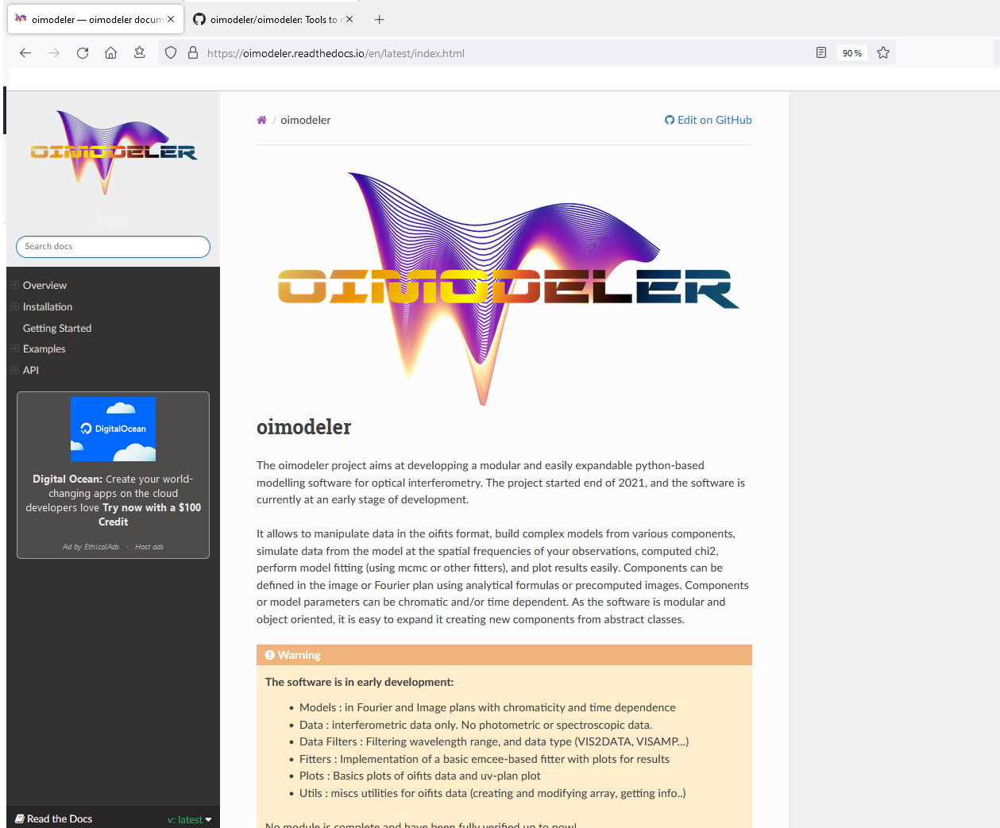 oimodeler — oimodeler docum
oimodeler/oimodeler: Tools to
https://oimodeler.readthedocs.io/en/latest/index.html
90%
OIMODELER
latest
Search docs
Overview
Installation
Getting Started
Examples
API
DigitalOcean
Digital Ocean: Create your world-
changing apps on the cloud
developers love Try now with a $100
Credit
Ad by EthicalAds · Host ads
Read the Docs
v: latest
/ oimodeler
Edit on GitHub
OIMODELER
oimodeler
The oimodeler project aims at developping a modular and easily expandable python-based
modelling software for optical interferometry. The project started end of 2021, and the software is
currently at an early stage of development.
It allows to manipulate data in the oifits format, build complex models from various components,
simulate data from the model at the spatial frequencies of your observations, computed chi2,
perform model fitting (using mcmc or other fitters), and plot results easily. Components can be
defined in the image or Fourier plan using analytical formulas or precomputed images. Components
or model parameters can be chromatic and/or time dependent. As the software is modular and
object oriented, it is easy to expand it creating new components from abstract classes.
Warning
The software is in early development:
• Models : in Fourier and Image plans with chromaticity and time dependence
• Data : interferometric data only. No photometric or spectroscopic data.
• Data Filters : Filtering wavelength range, and data type (VIS2DATA, VISAMP...)
• Fitters : Implementation of a basic emcee-based fitter with plots for results
• Plots : Basics plots of oifits data and uv-plan plot
• Utils : miscs utilities for oifits data (creating and modifying array, getting info..)
No module is complete and have been fully verified up to now!